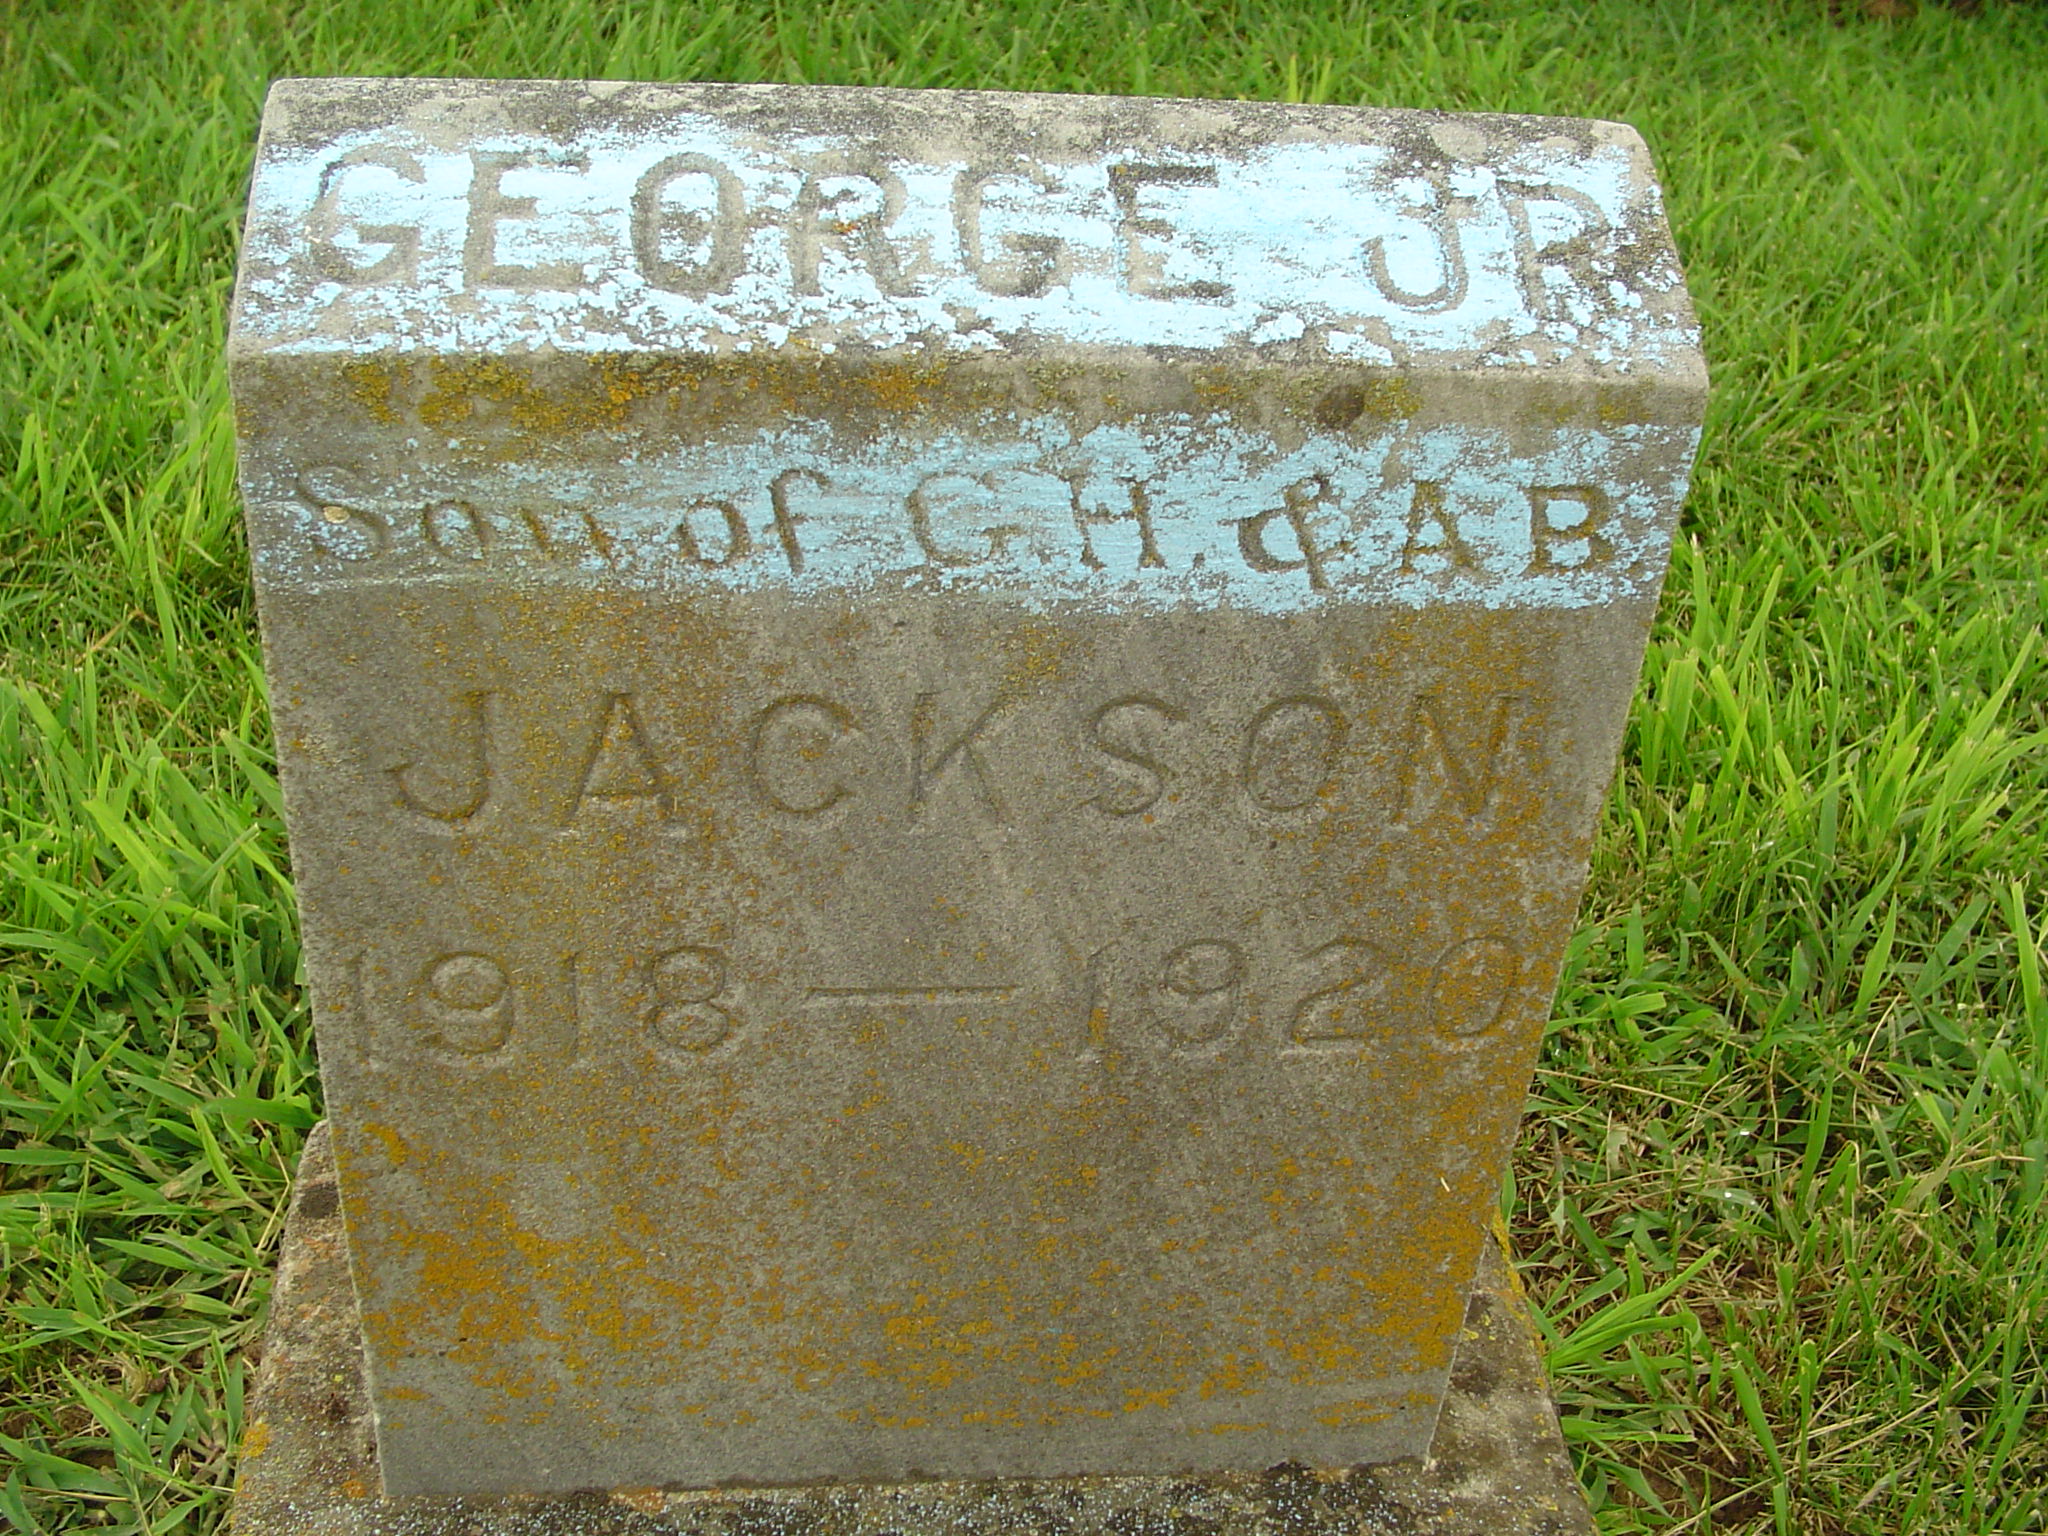 GEORGE JR
Son of G.H. & A B.
JACKSON
1918 — 1920